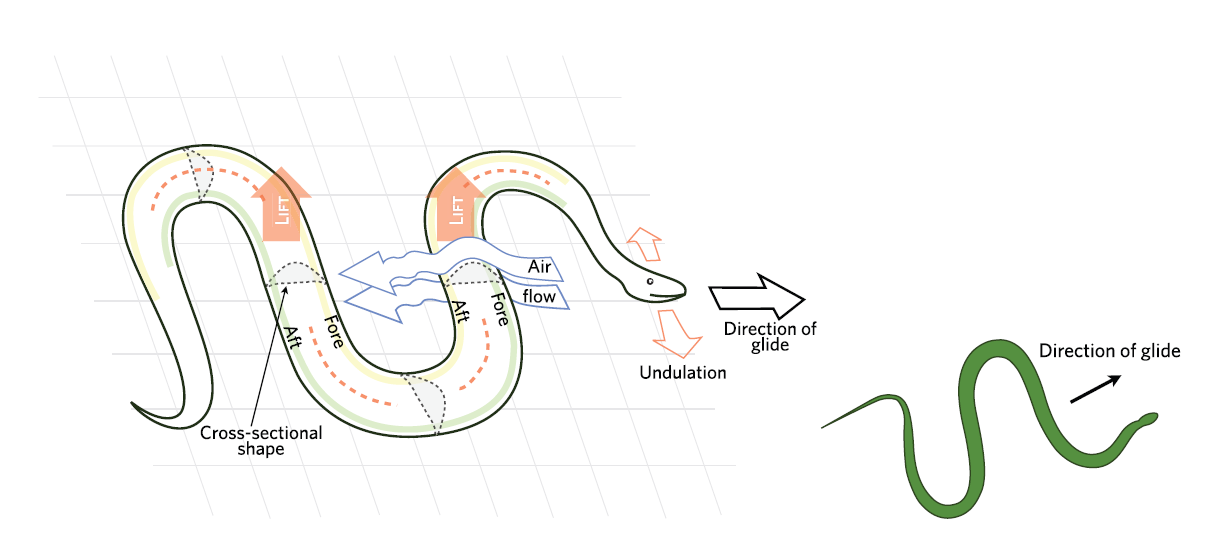 LIFT
LIFT
Air
flow
Aft
Fore
Aft
Fore
Direction of
glide
Undulation
Cross-sectional
shape
Direction of glide